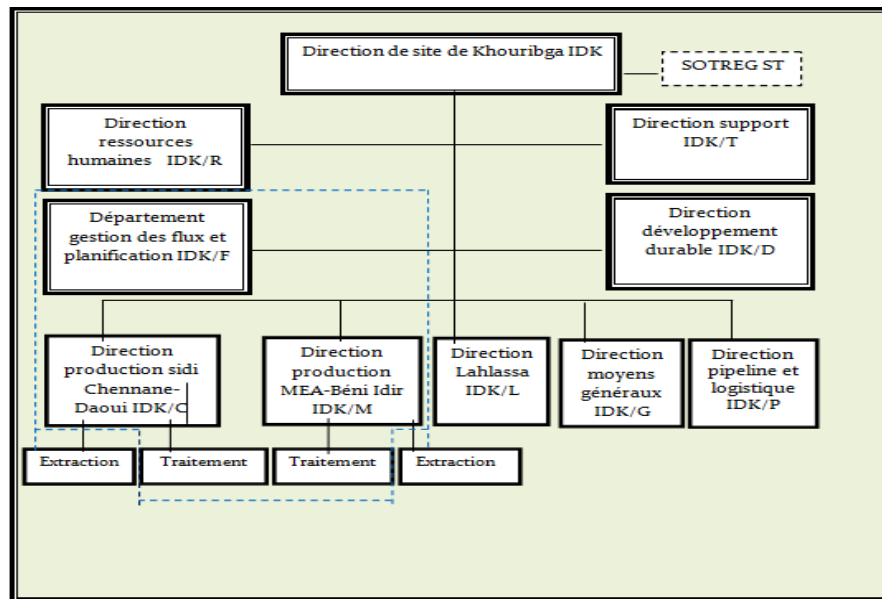 Direction de site de Khouribga IDK
SOTREG ST
Direction
ressources
humaines IDK/R
Direction support
IDK/T
Département
gestion des flux et
planification IDK/F
Direction
développement
durable IDK/D
Direction
production sidi
Chennane-
Daoui IDK/C
Direction
production
MEA-Béni Idir
IDK/M
Direction
Lahlassa
IDK/L
Direction
moyens
généraux
IDK/G
Direction
pipeline et
logistique
IDK/P
Extraction
Traitement
Traitement
Extraction